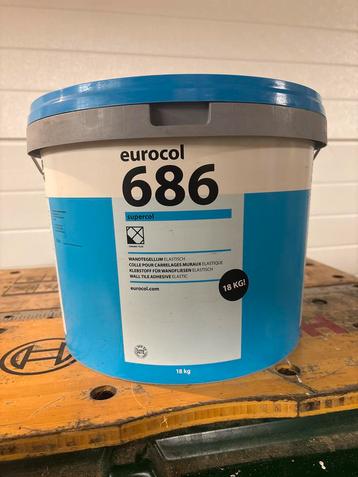 eurocol
686
supercol
WANDTEGELLIJM ELASTISCH
COLLE POUR CARRELAGES MURAUX ELASTIQUE
KLEBSTOFF FÜR WANDFLIESEN ELASTISCH
WALL TILE ADHESIVE ELASTIC
eurocol.com
18 KG!
18 kg
BOSCH
H